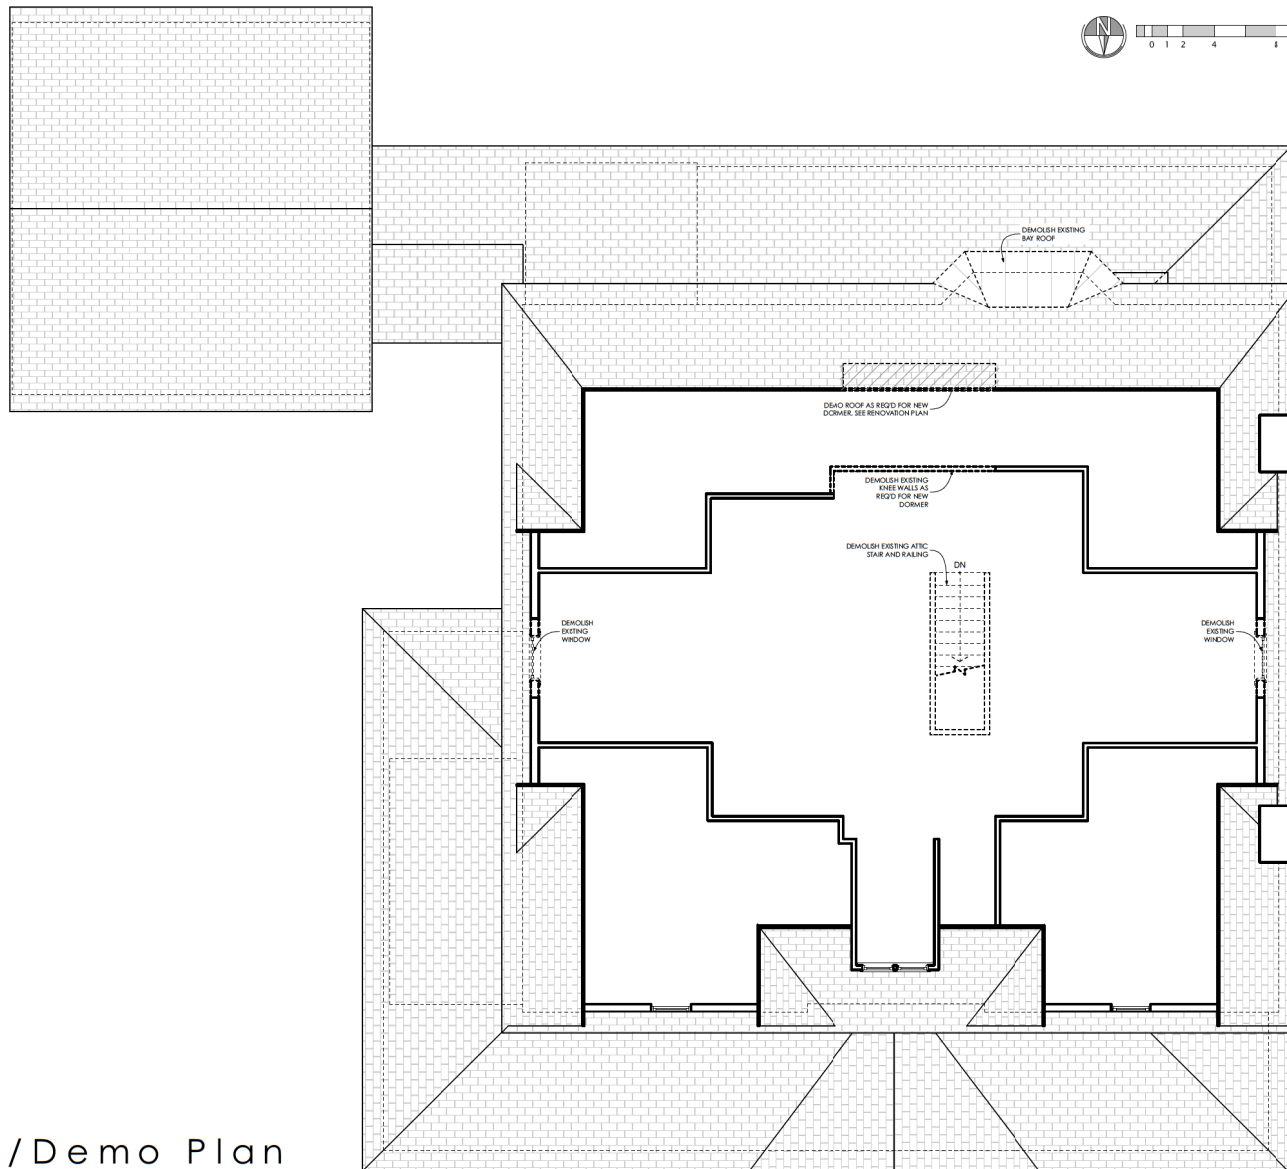 N
0 1 2 4 8
DEMOLISH EXISTING
BAY ROOF
DEMO ROOF AS REQ'D FOR NEW
DORMER. SEE RENOVATION PLAN
DEMOLISH EXISTING
KNEE WALLS AS
REQ'D FOR NEW
DORMER
DEMOLISH EXISTING ATTIC
STAIR AND RAILING
DN
DEMOLISH
EXISTING
WINDOW
DEMOLISH
EXISTING
WINDOW
/Demo Plan